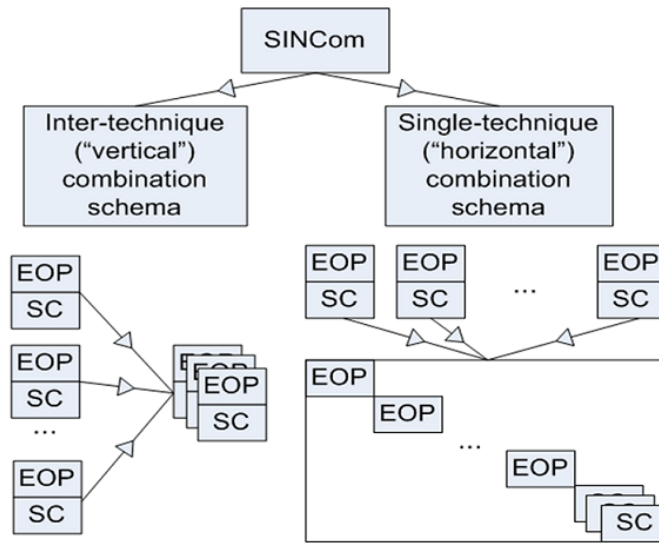 SINCom
Inter-technique
("vertical")
combination
schema
Single-technique
("horizontal")
combination
schema
EOP
SC
EOP
SC
...
EOP
SC
EOP
EOP
EOP
SC
EOP
SC
EOP
SC
...
EOP
SC
EOP
EOP
...
EOP
SC